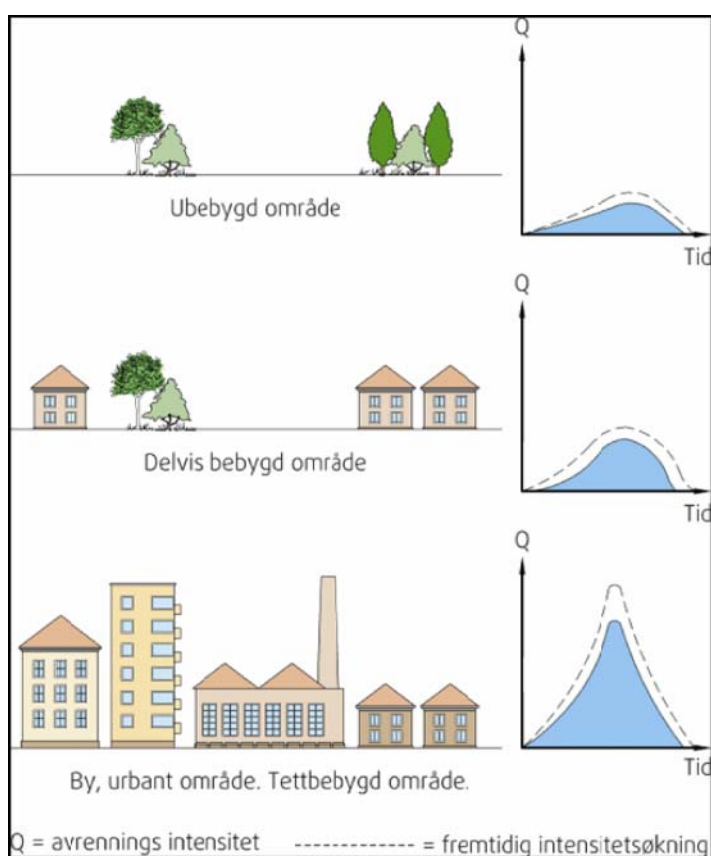 Q
Ubebygd område
Tid
Q
Delvis bebygd område
Tid
Q
By, urbant område. Tettbebygd område.
Tid
Q = avrennings intensitet ----------- = fremtidig intensitetsøkning